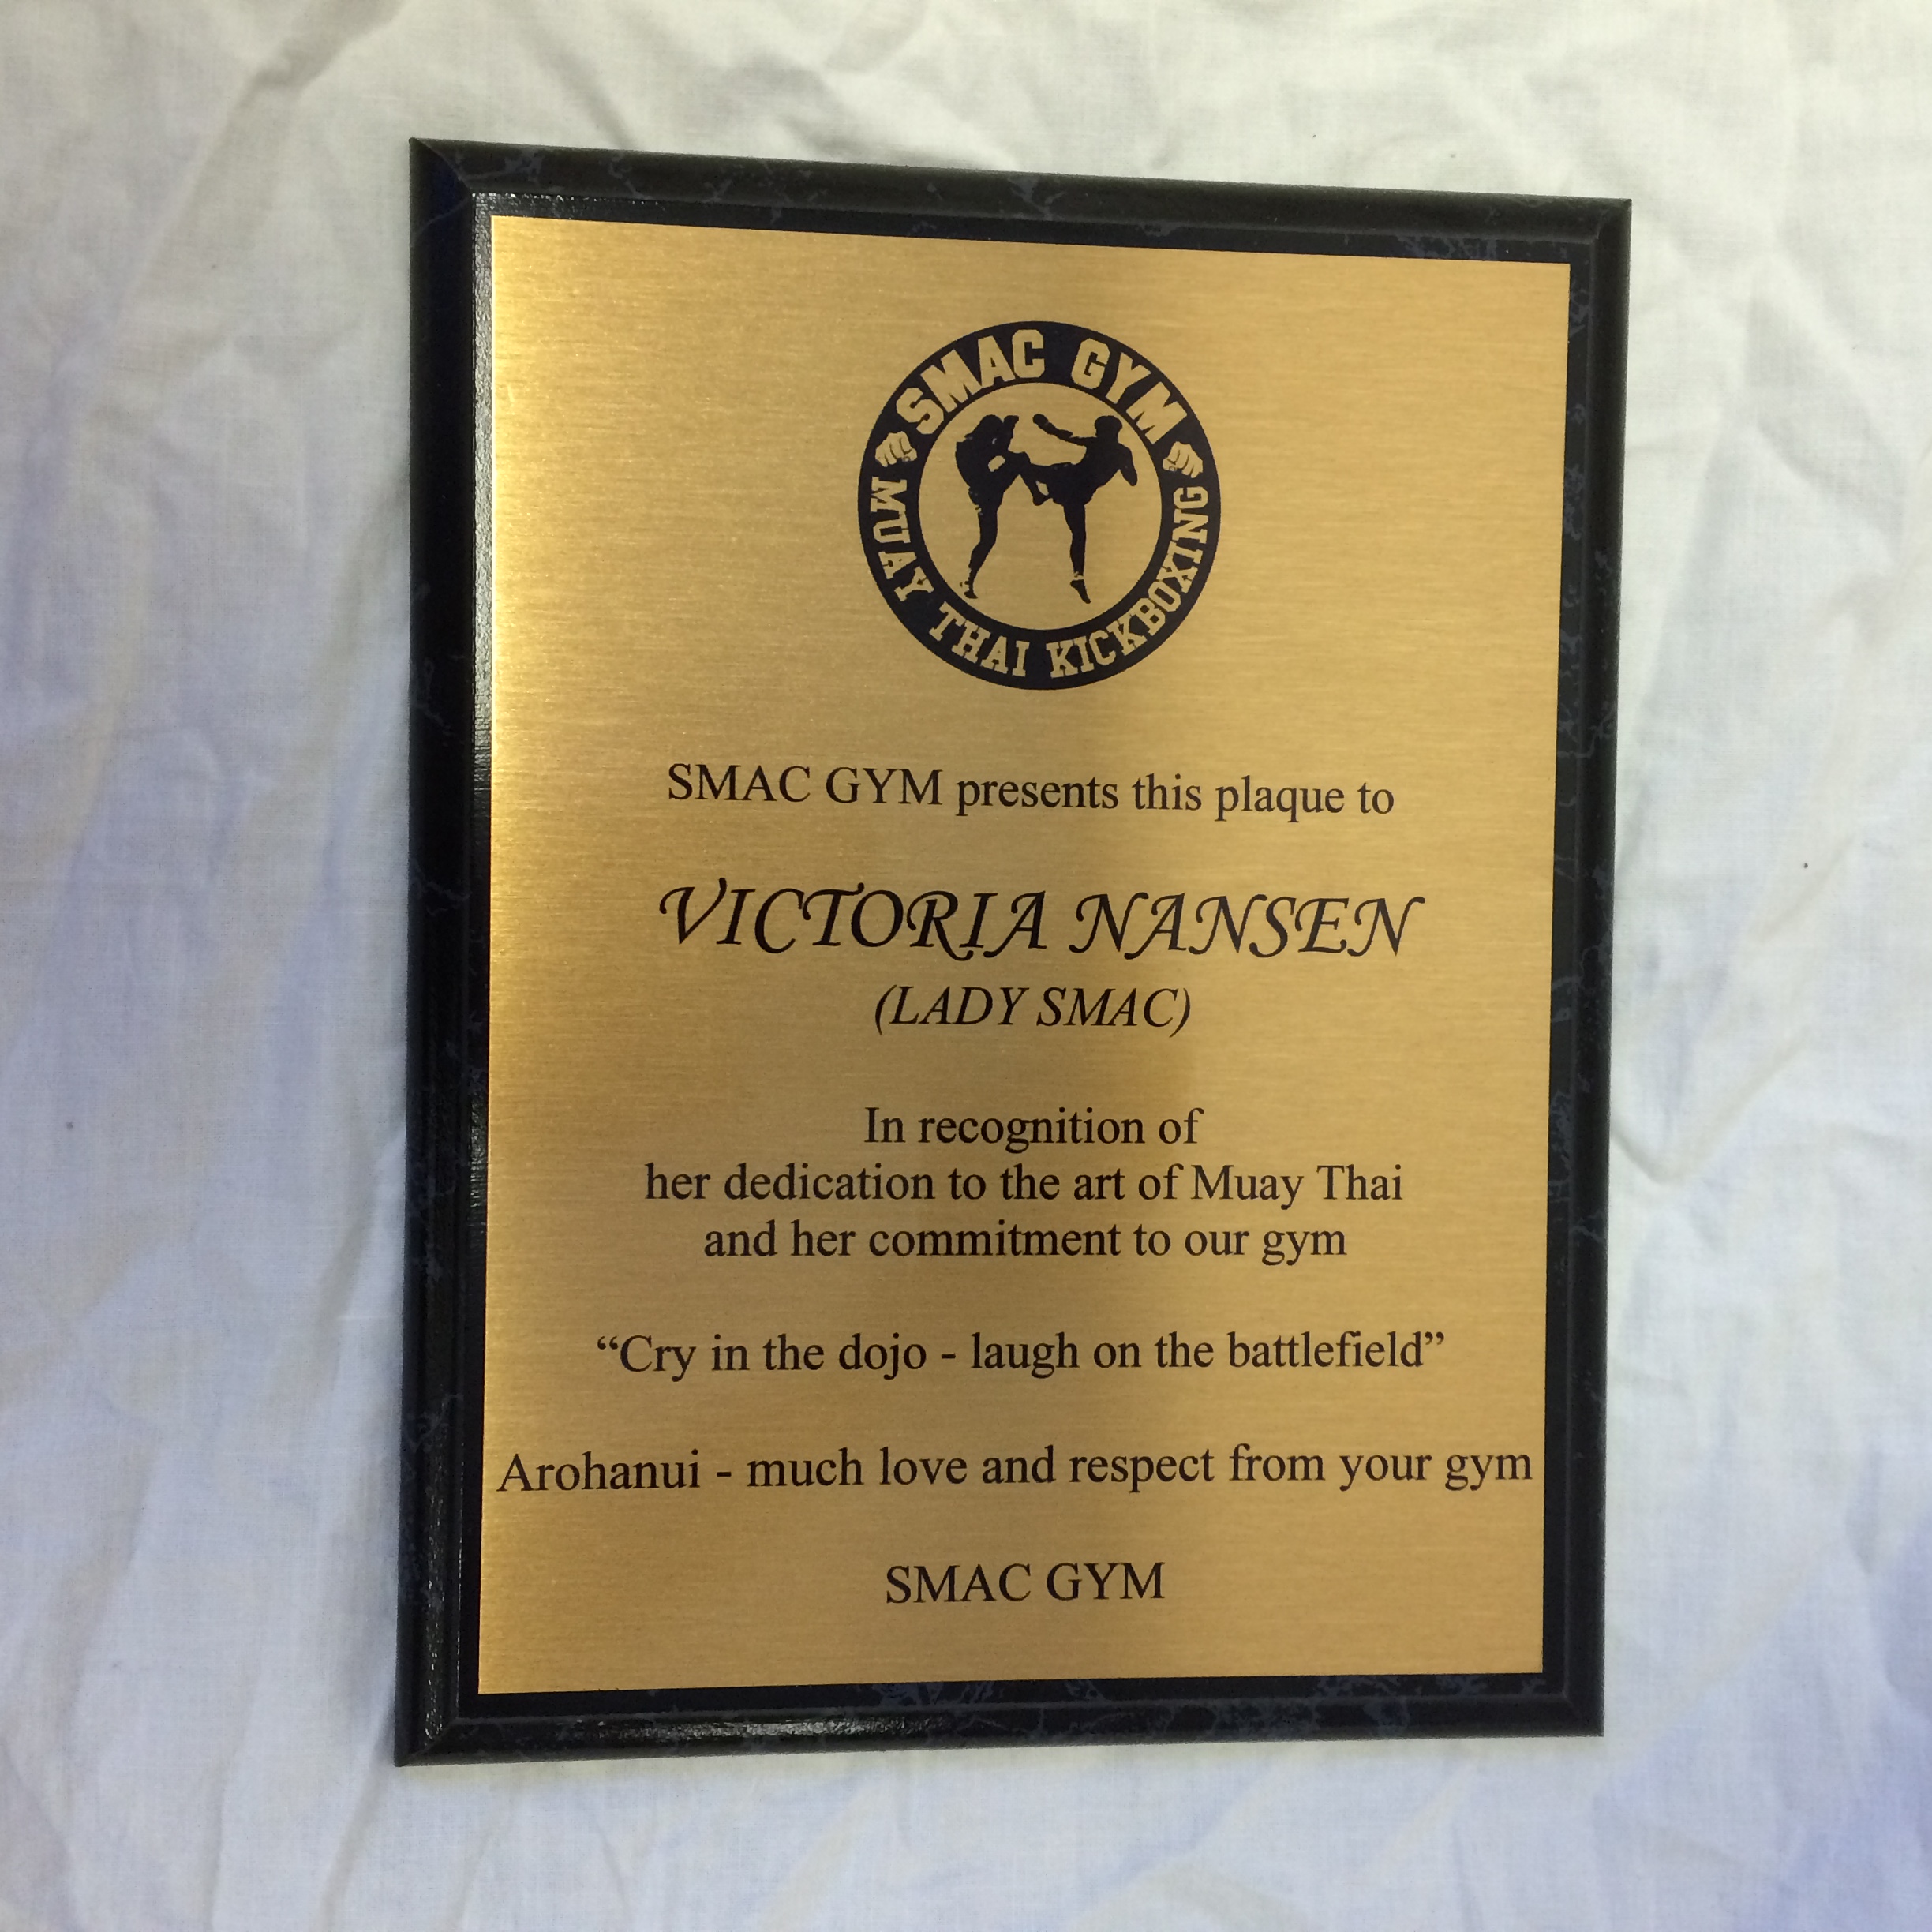 SMAC GYM
MUAY THAI KICKBOXING
SMAC GYM presents this plaque to
VICTORIA NANSEN
(LADY SMAC)
In recognition of
her dedication to the art of Muay Thai
and her commitment to our gym
“Cry in the dojo - laugh on the battlefield”
Arohanui - much love and respect from your gym
SMAC GYM